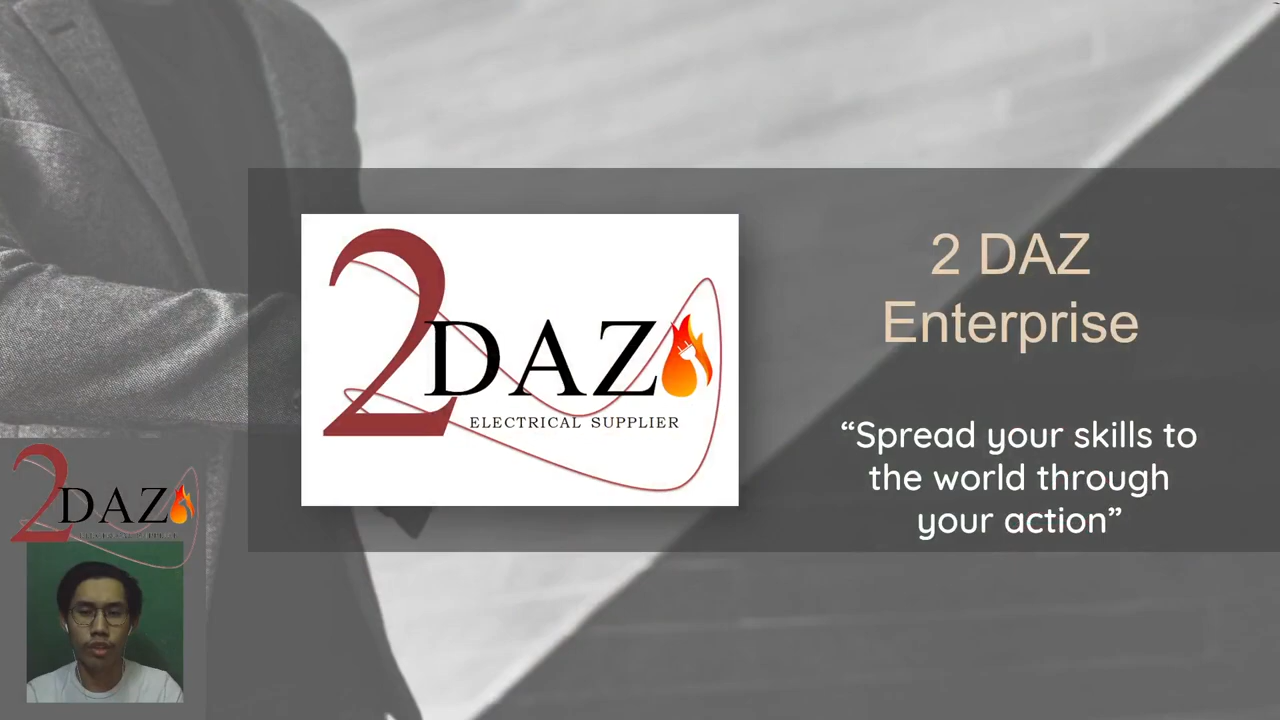 2 DAZ
Enterprise
2DAZ
ELECTRICAL SUPPLIER
“Spread your skills to
the world through
your action”
2DAZ